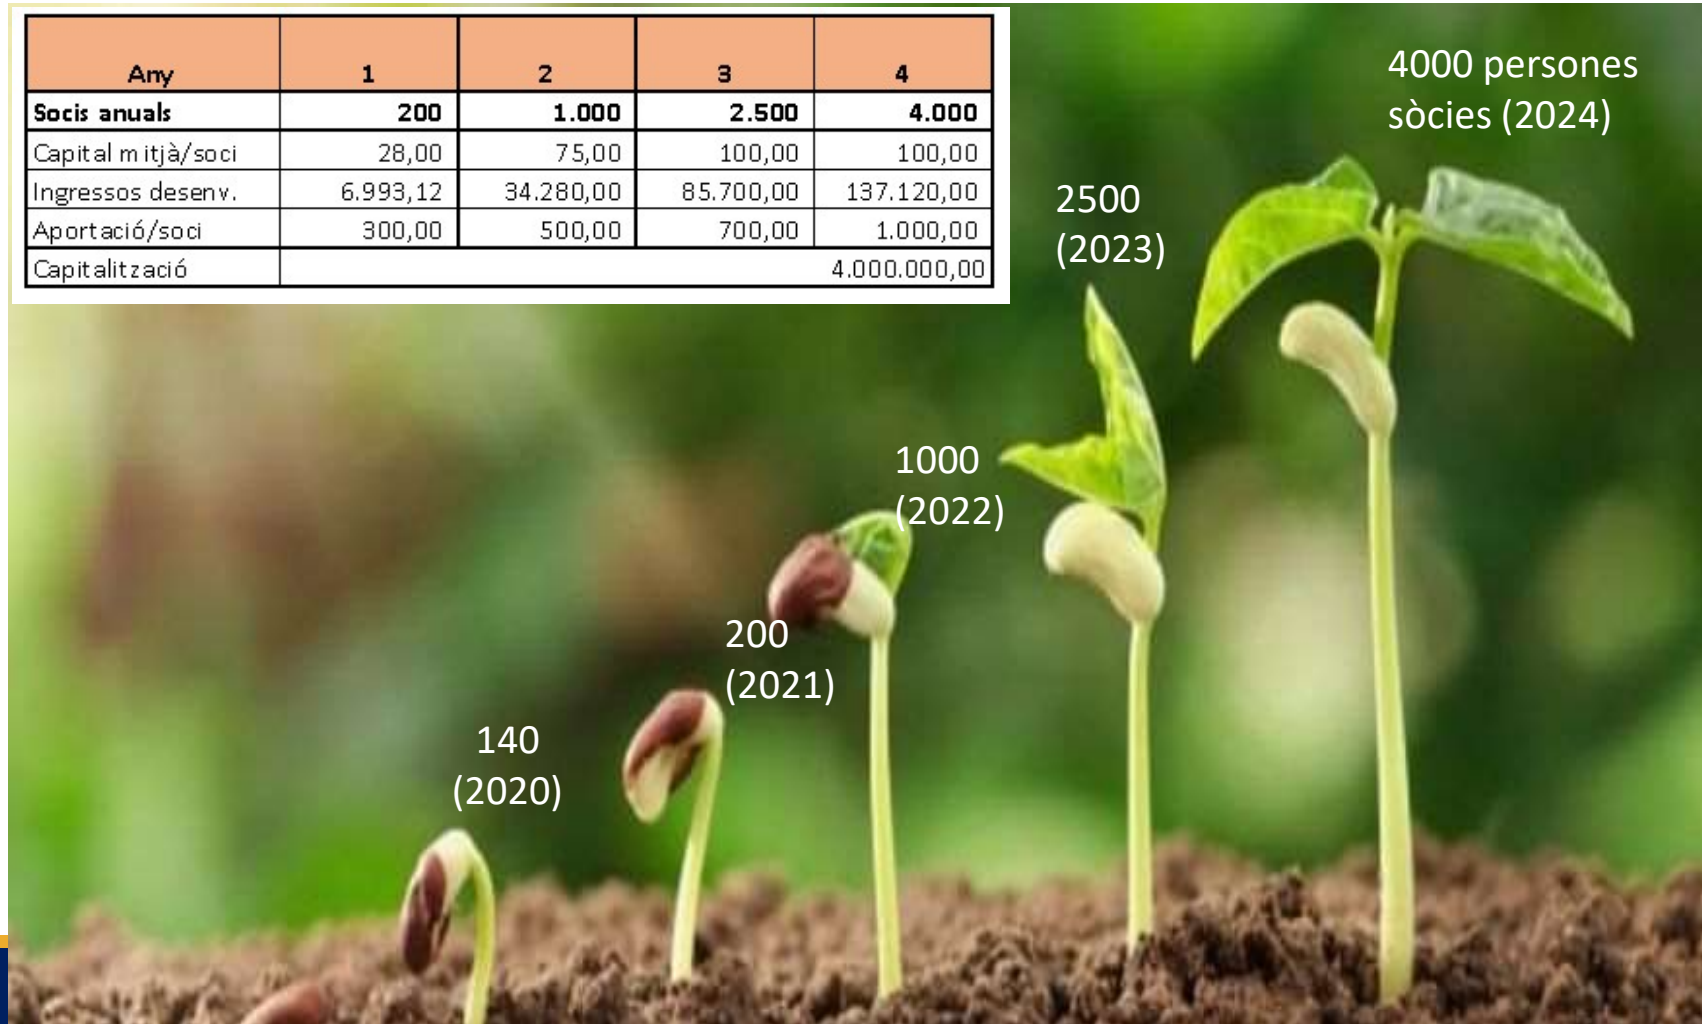 Any 1 2 3 4
Socis anuals 200 1.000 2.500 4.000
Capital mitjà/soci 28,00 75,00 100,00 100,00
Ingressos desenv. 6.993,12 34.280,00 85.700,00 137.120,00
Aportació/soci 300,00 500,00 700,00 1.000,00
Capitalització 4.000.000,00
4000 persones
sòcies (2024)
2500
(2023)
1000
(2022)
200
(2021)
140
(2020)